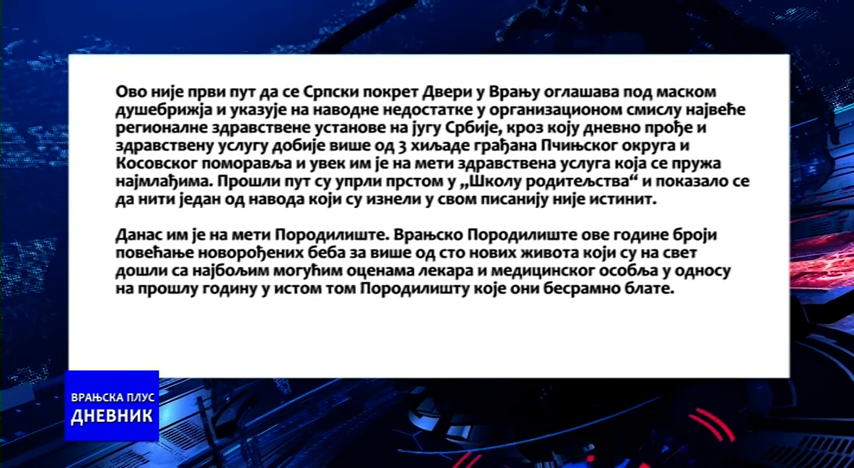 Ово није први пут да се Српски покрет Двери у Врању оглашава под маском
душебрижја и указује на наводне недостатке у организационом смислу највеће
регионалне здравствене установе на југу Србије, кроз коју дневно прође и
здравствену услугу добије више од 3 хиљаде грађана Пчињског округа и
Косовског поморавља и увек им је на мети здравствена услуга која се пружа
најмлађима. Прошли пут су упрли прстом у „Школу родитељства“ и показало се
да нити један од навода који су изнели у свом писанију није истинит.
Данас им је на мети Породилиште. Врањско Породилиште ове године броји
повећање новорођених беба за више од сто нових живота који су на свет
дошли са најбољим могућим оценама лекара и медицинског особља у односу
на прошлу годину у истом том Породилишту које они бесрамно блате.
ВРАЊСКА ПЛУС
ДНЕВНИК